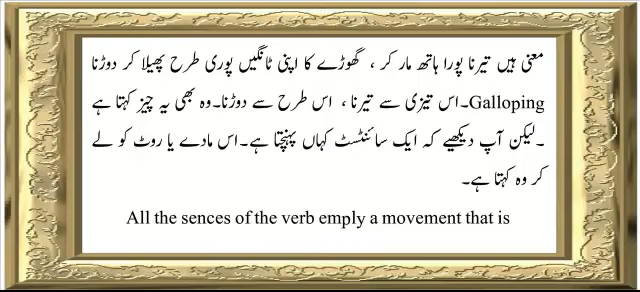 معنی ہیں تیرنا پورا ہاتھ مار کر ، گھوڑے کا اپنی ٹانگیں پوری طرح پھیلا کر دوڑنا
Galloping۔اس تیزی سے تیرنا ، اس طرح سے دوڑنا۔وہ بھی یہ چیز کہتا ہے
۔لیکن آپ دیکھیے کہ ایک سائنٹسٹ کہاں پہنچتا ہے۔اس مادے یا روٹ کو لے
کر وہ کہتا ہے۔
All the sences of the verb emply a movement that is